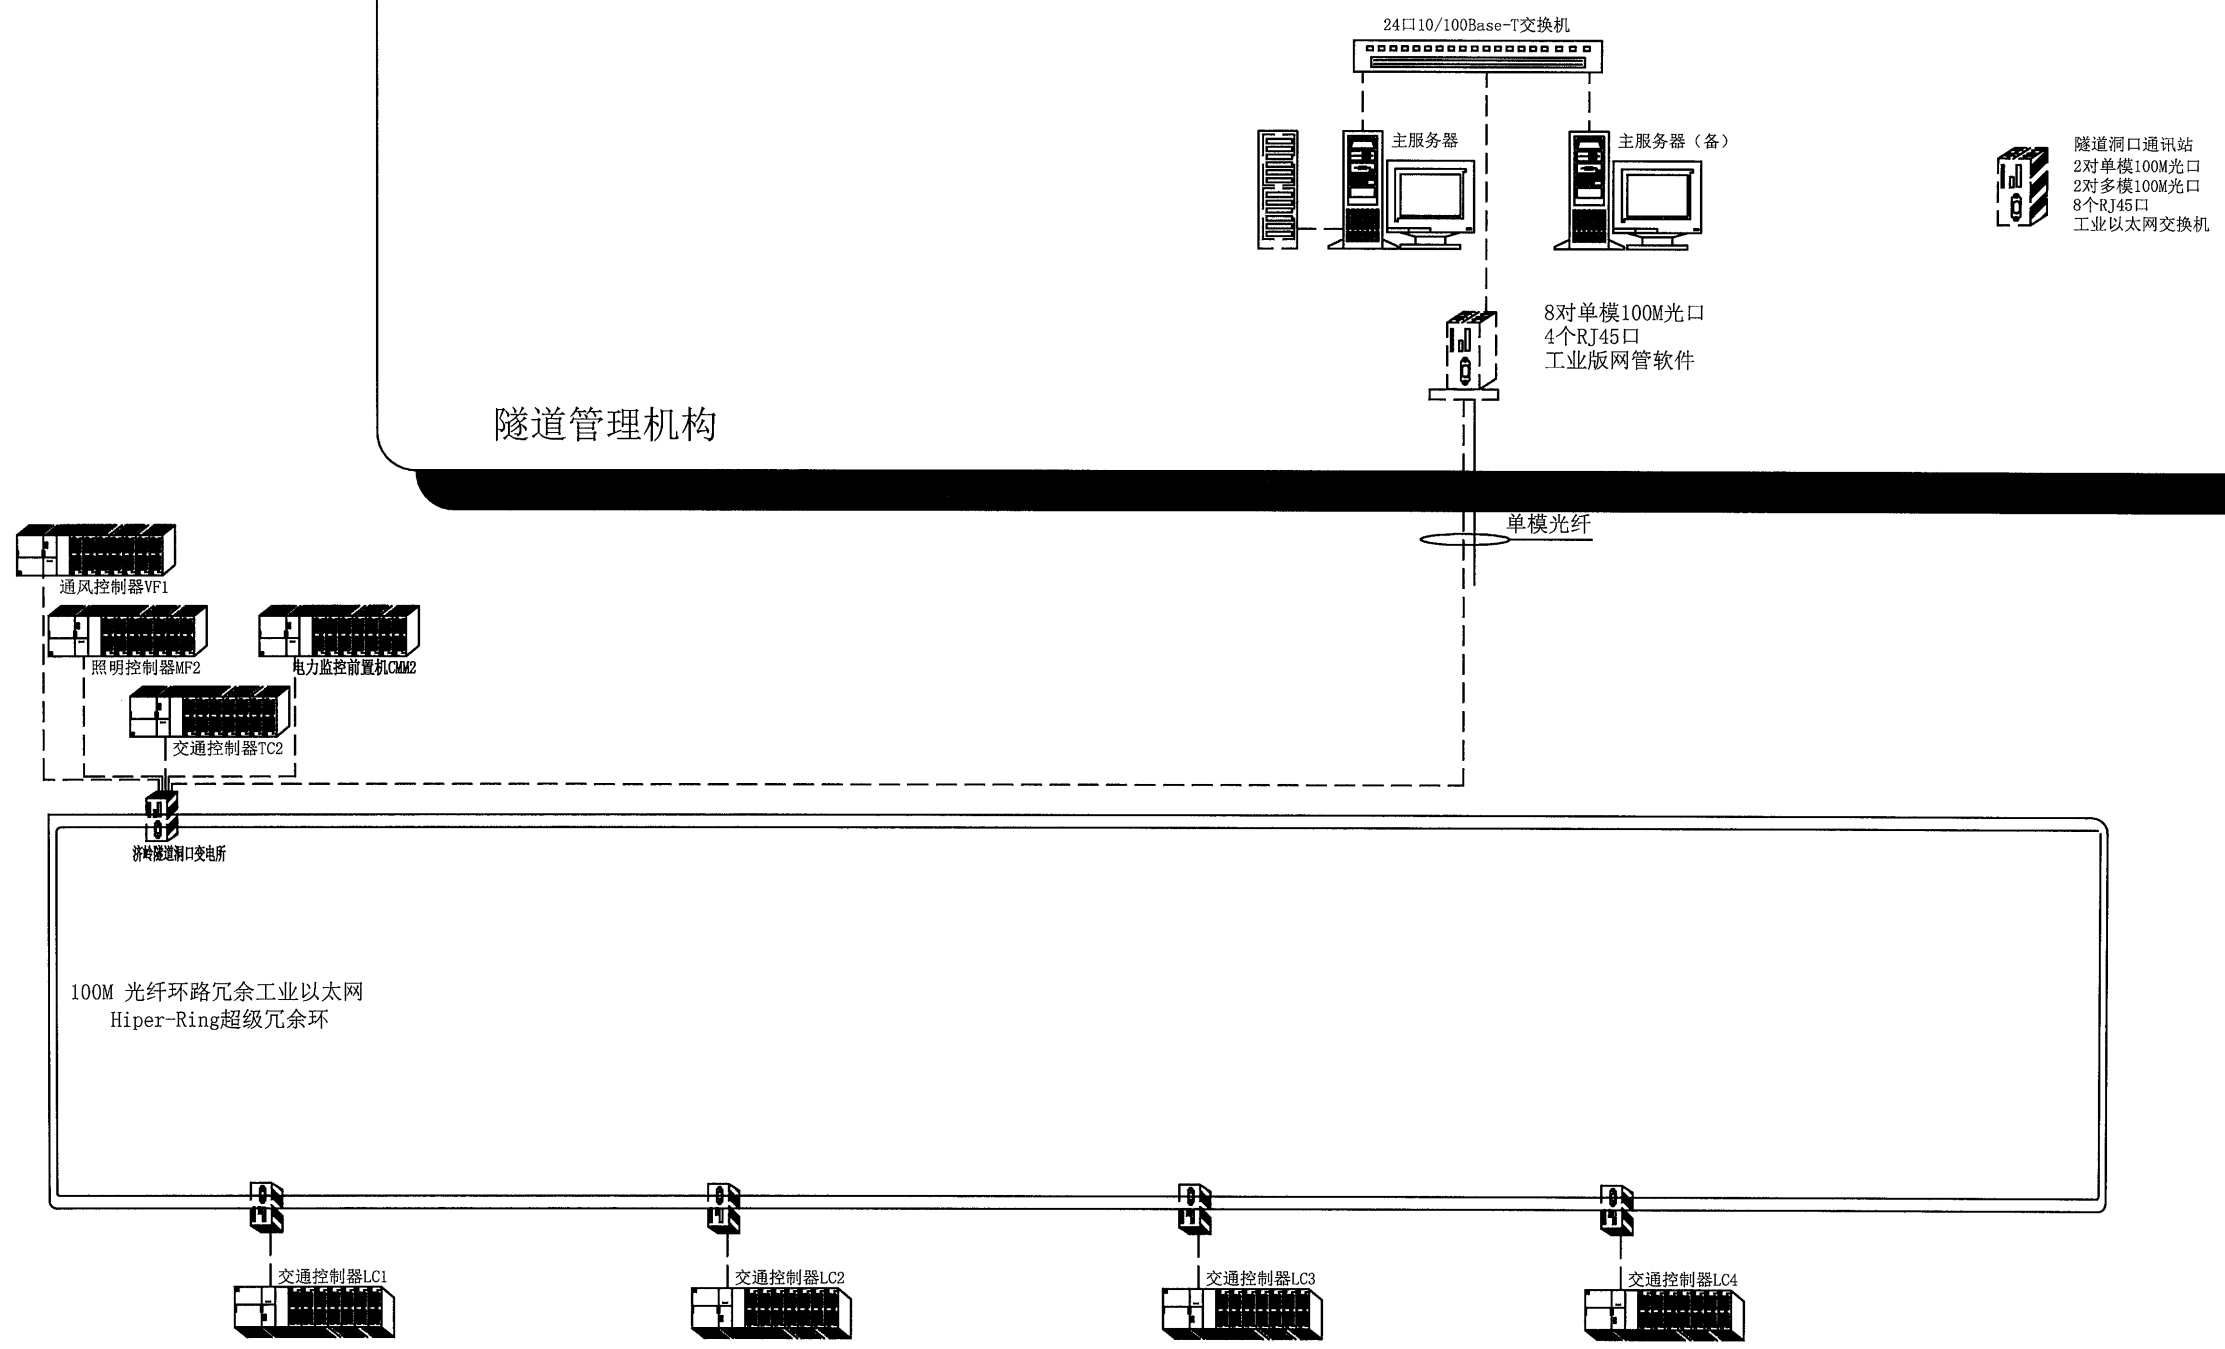 24口10/100Base-T交换机
主服务器
主服务器（备）
隧道洞口通讯站
2对单模100M光口
2对多模100M光口
8个RJ45口
工业以太网交换机
8对单模100M光口
4个RJ45口
工业版网管软件
隧道管理机构
单模光纤
通风控制器VF1
照明控制器MF2
电力监控前置机CMM2
交通控制器TC2
济岭隧道洞口变电所
100M 光纤环路冗余工业以太网
Hiper-Ring超级冗余环
交通控制器LC1
交通控制器LC2
交通控制器LC3
交通控制器LC4